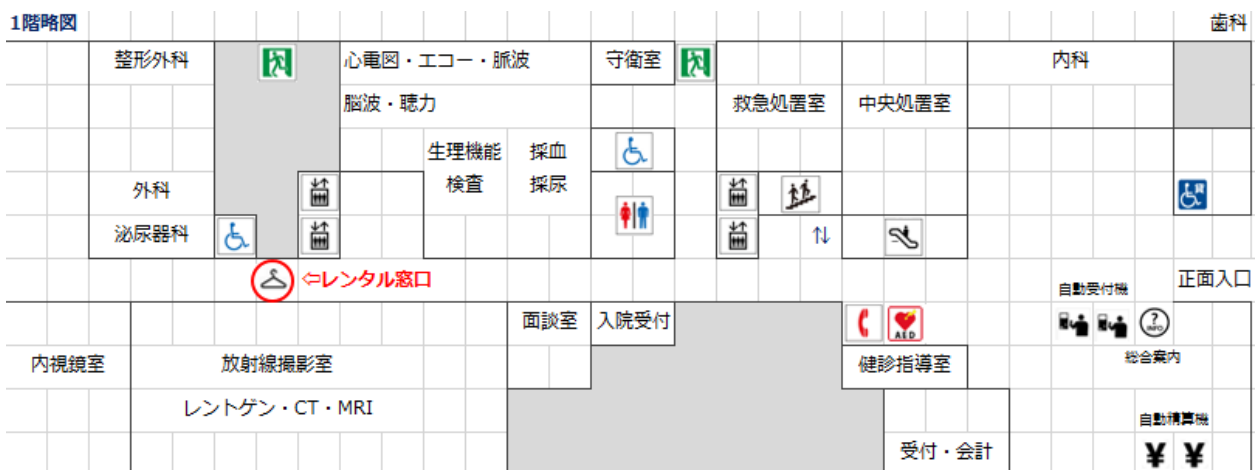 1階略図
歯科
整形外科
心電図・エコー・脈波
守衛室
内科
脳波・聴力
救急処置室
中央処置室
生理機能
検査
採血
採尿
外科
泌尿器科
⇦レンタル窓口
正面入口
自動受付機
面談室
入院受付
AED
?
INFO
総合案内
内視鏡室
放射線撮影室
健診指導室
レントゲン・CT・MRI
自動精算機
受付・会計
¥ ¥